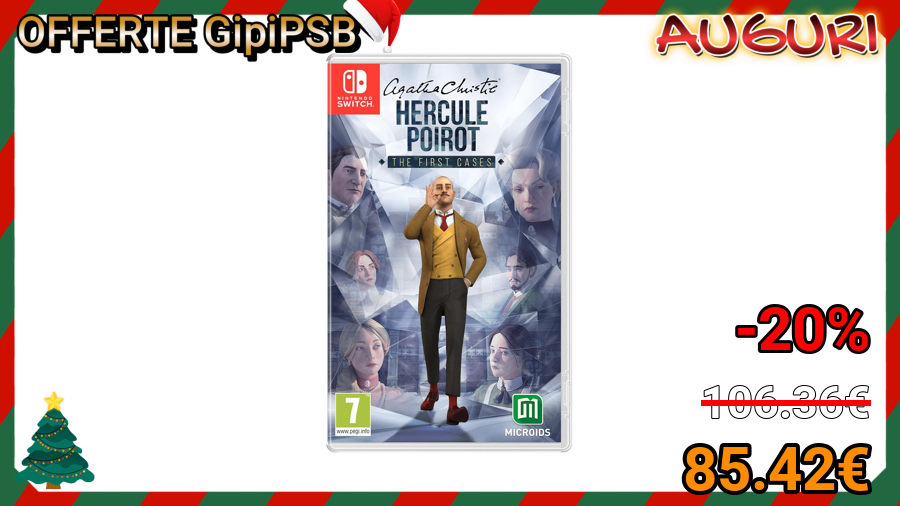 OFFERTE GipiPSB
AUGURI
NINTENDO
SWITCH.
Agatha Christie
HERCULE
POIROT
THE FIRST CASES
7
www.pegi.info
MICROIDS
-20%
106.36€
85.42€